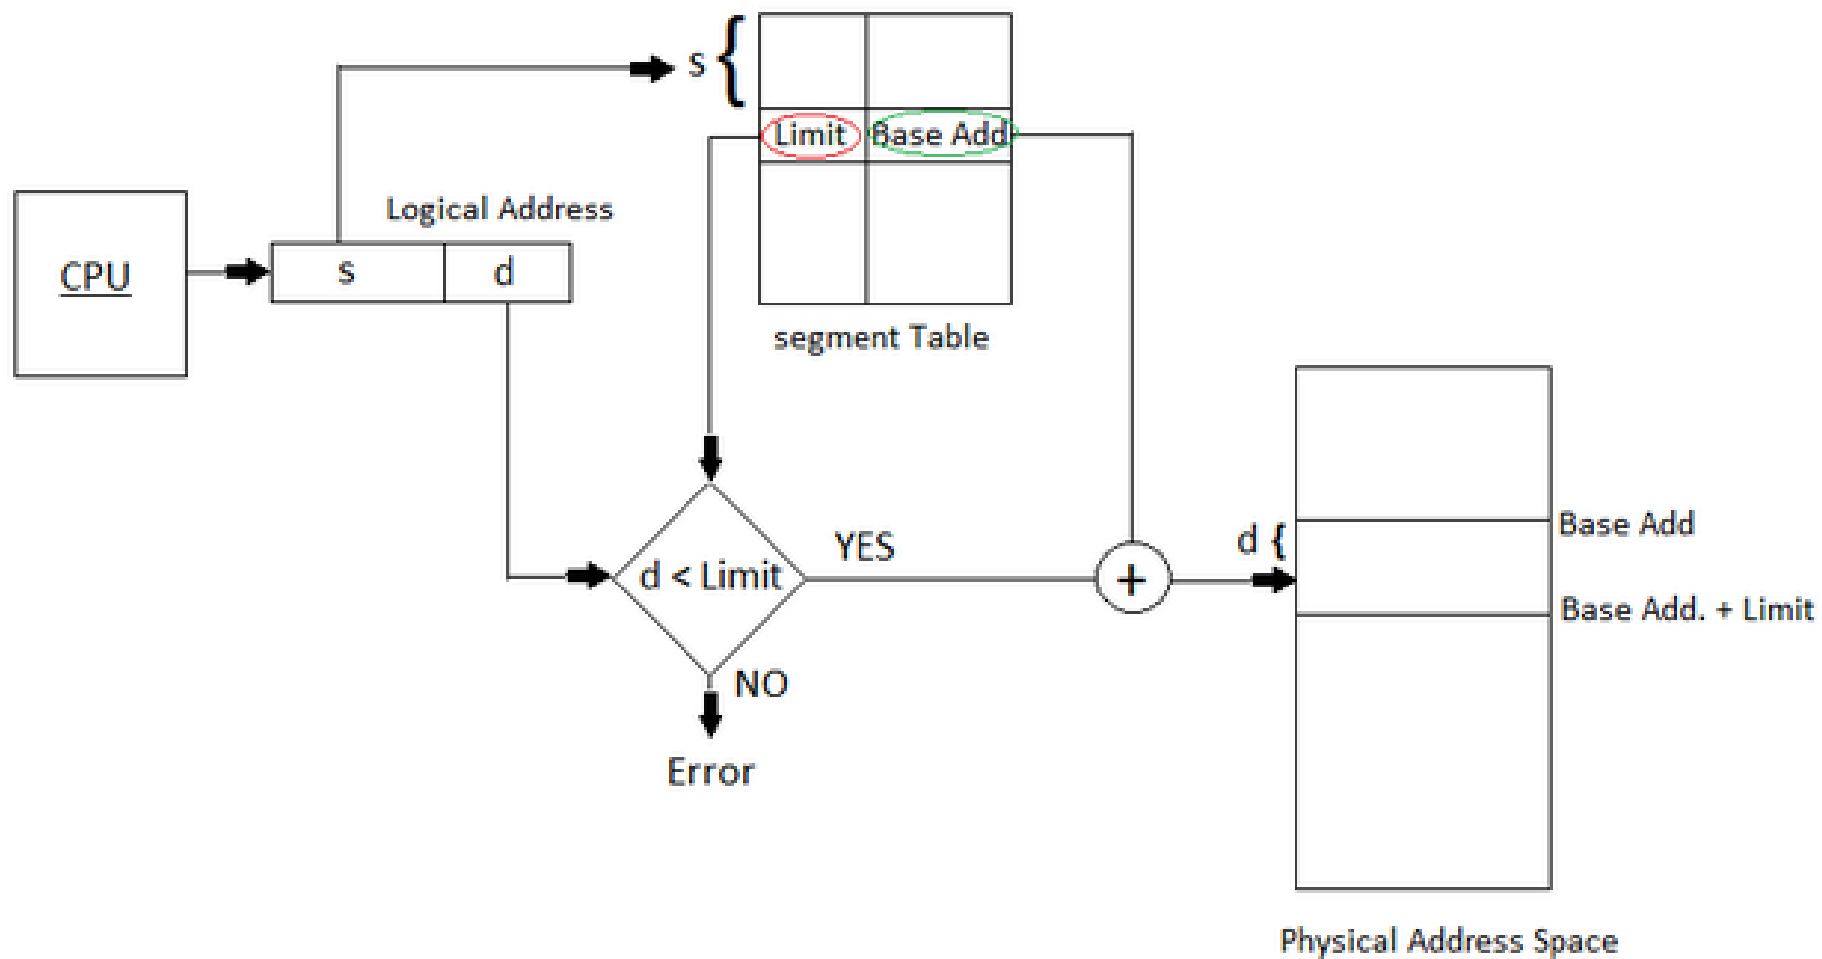 s {
Limit
Base Add
Logical Address
CPU
s
d
segment Table
d < Limit
YES
+
d {
Base Add
Base Add. + Limit
NO
Error
Physical Address Space